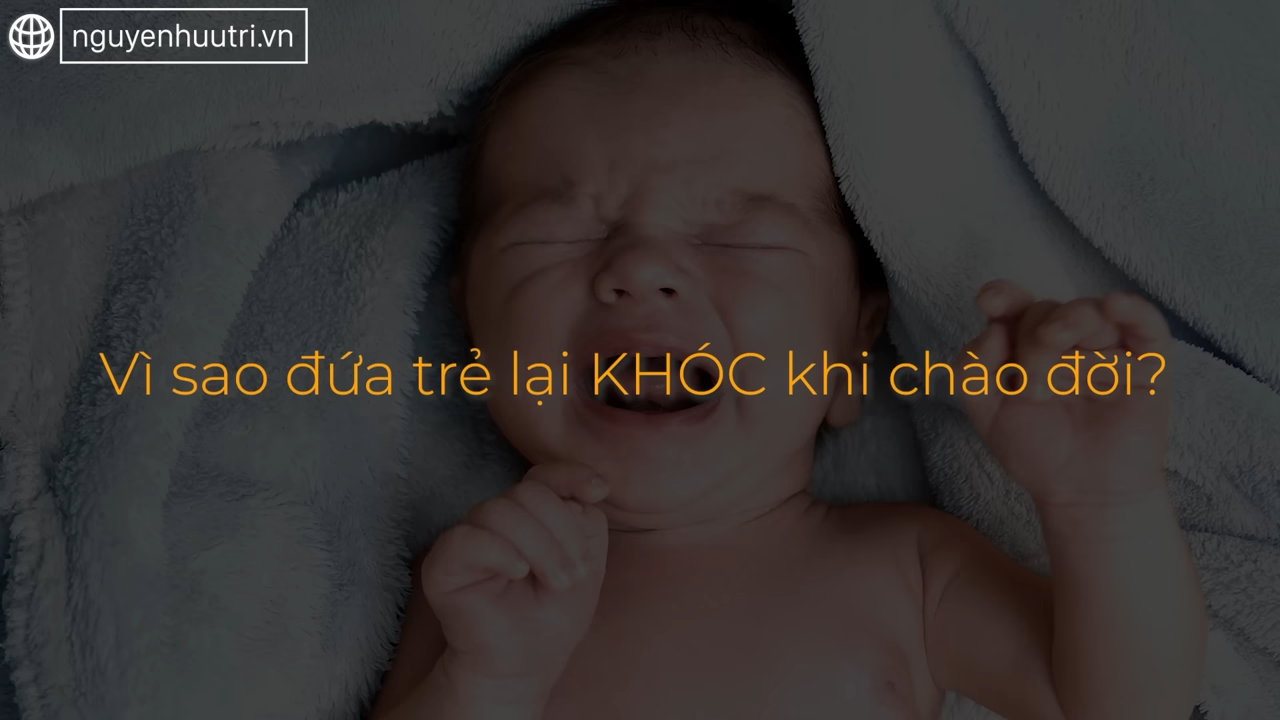 nguyenhuutri.vn
Vì sao đứa trẻ lại KHÓC khi chào đời?